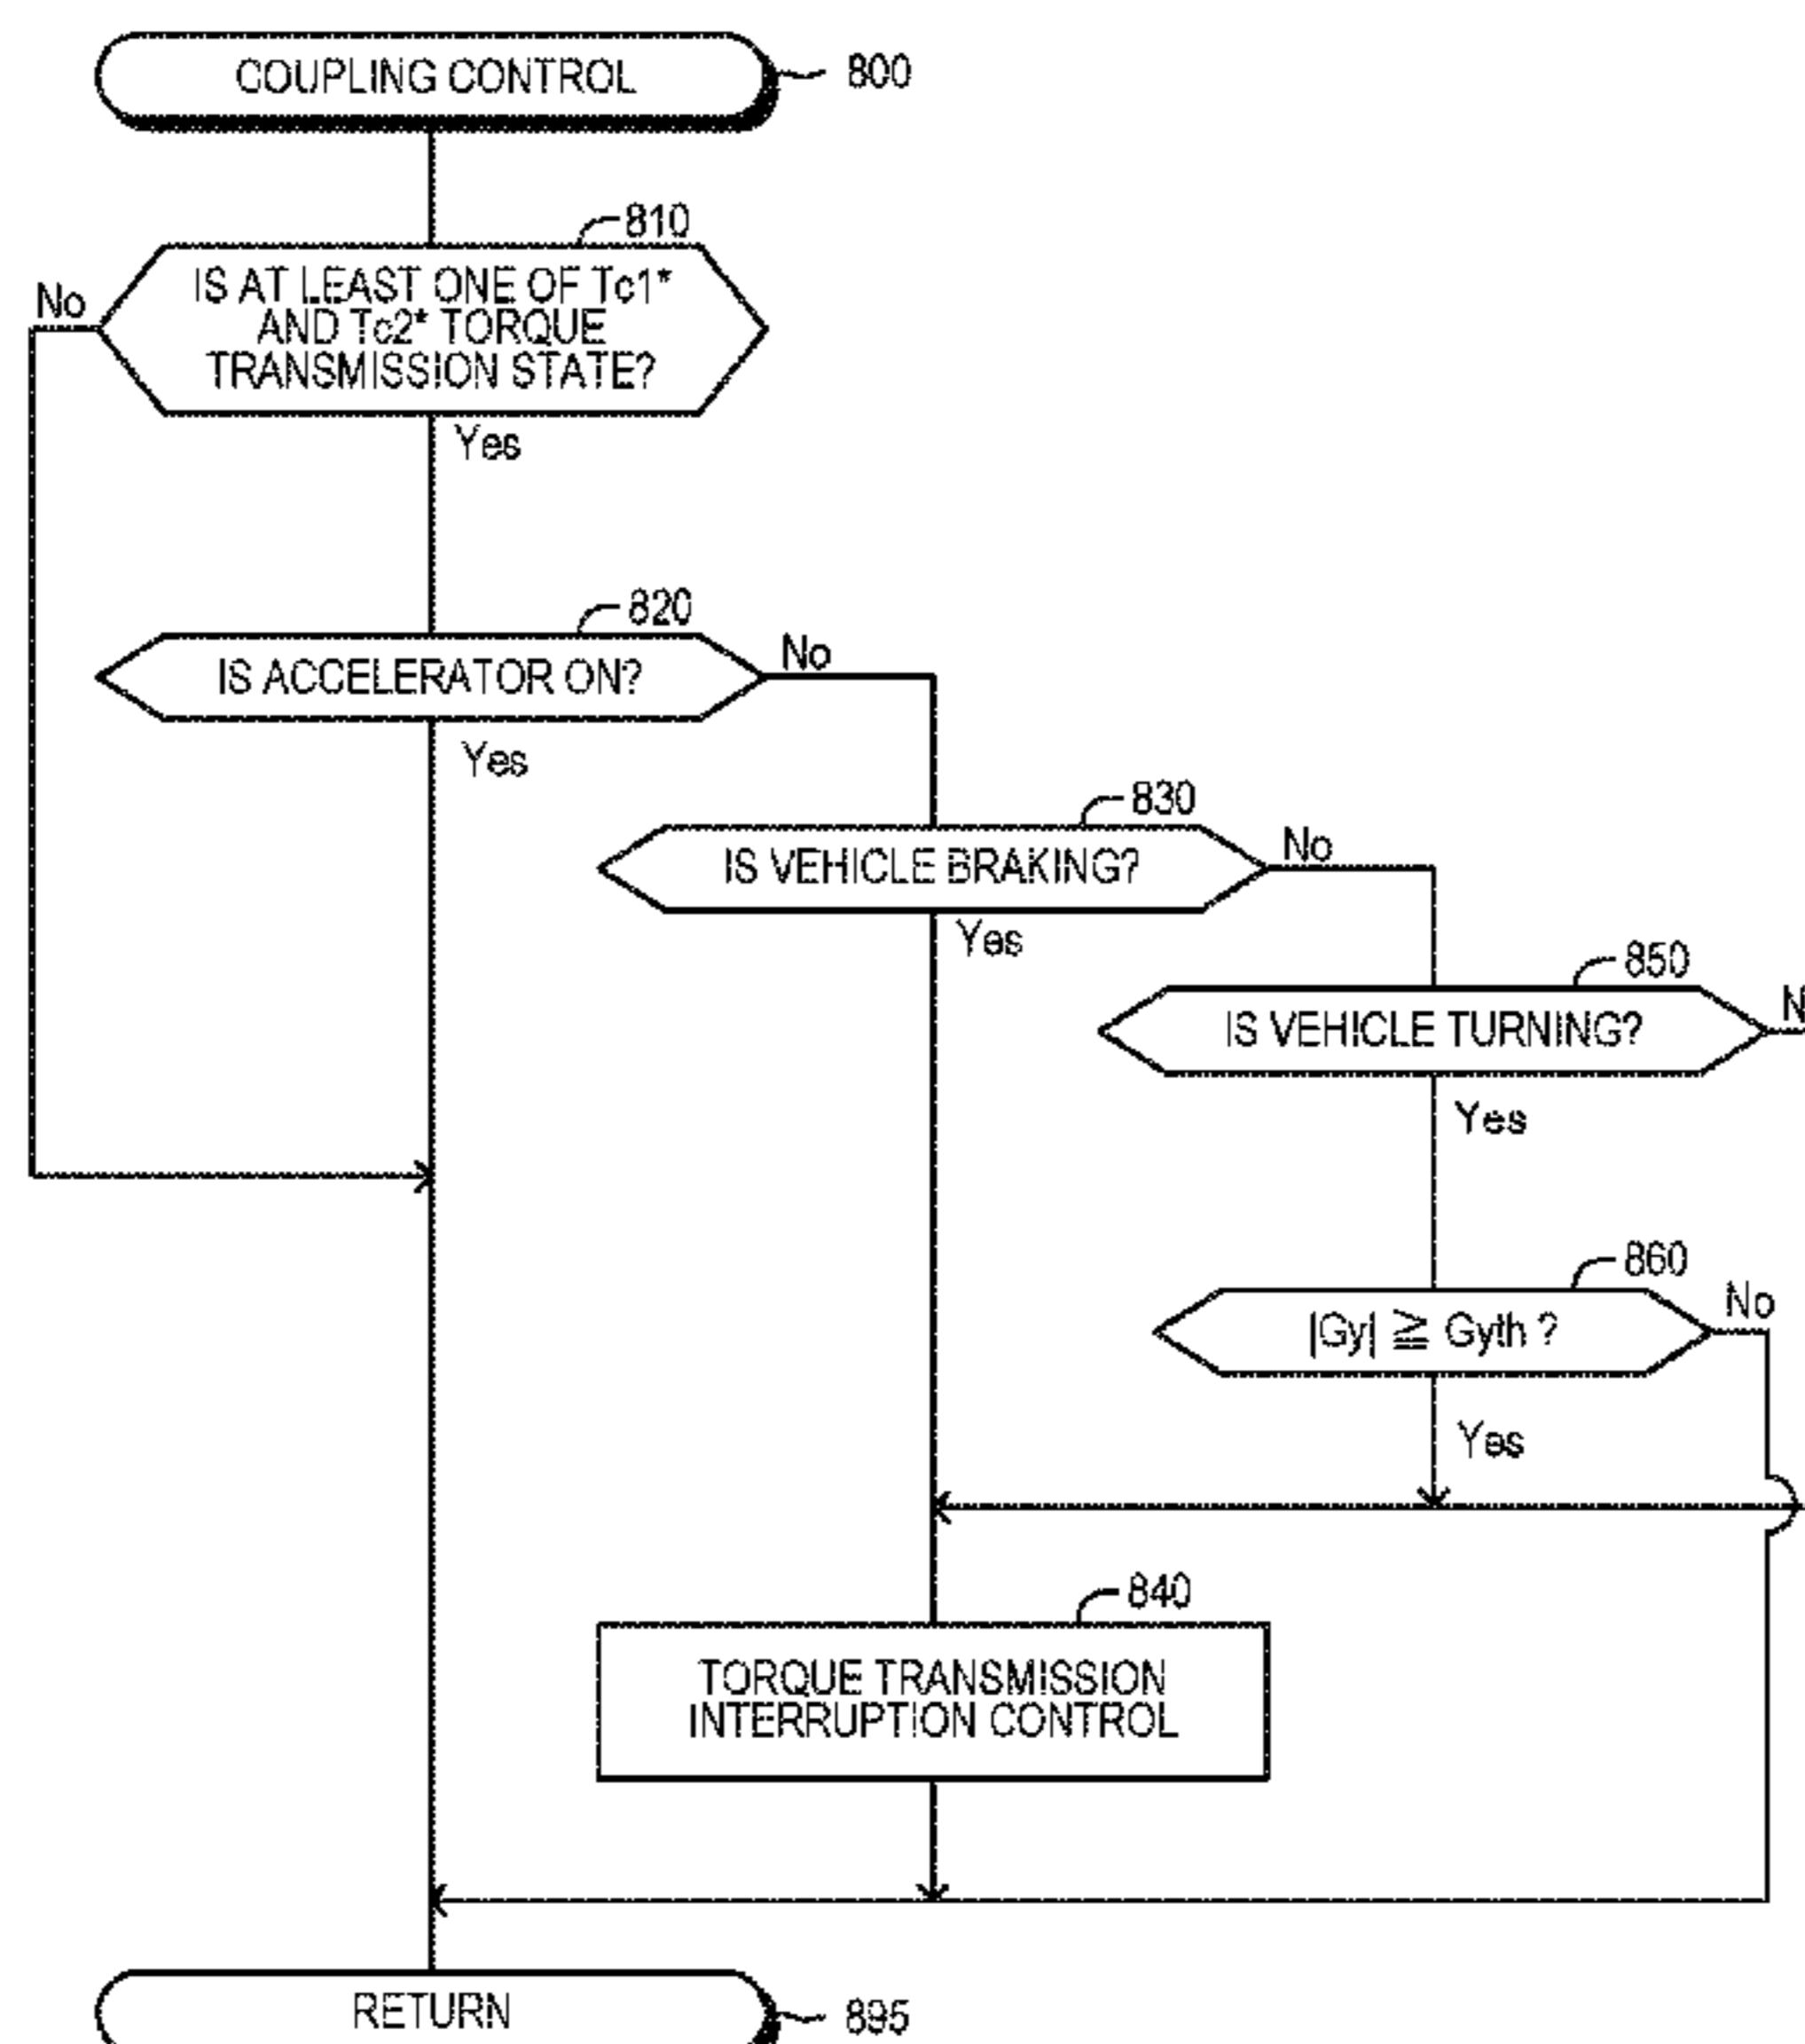 COUPLING CONTROL
800
810
IS AT LEAST ONE OF Tc1*
AND Tc2* TORQUE
TRANSMISSION STATE?
No
Yes
820
IS ACCELERATOR ON?
No
Yes
830
IS VEHICLE BRAKING?
No
Yes
850
IS VEHICLE TURNING?
N
Yes
860
|Gy| ≧ Gyth ?
No
Yes
840
TORQUE TRANSMISSION
INTERRUPTION CONTROL
RETURN
895